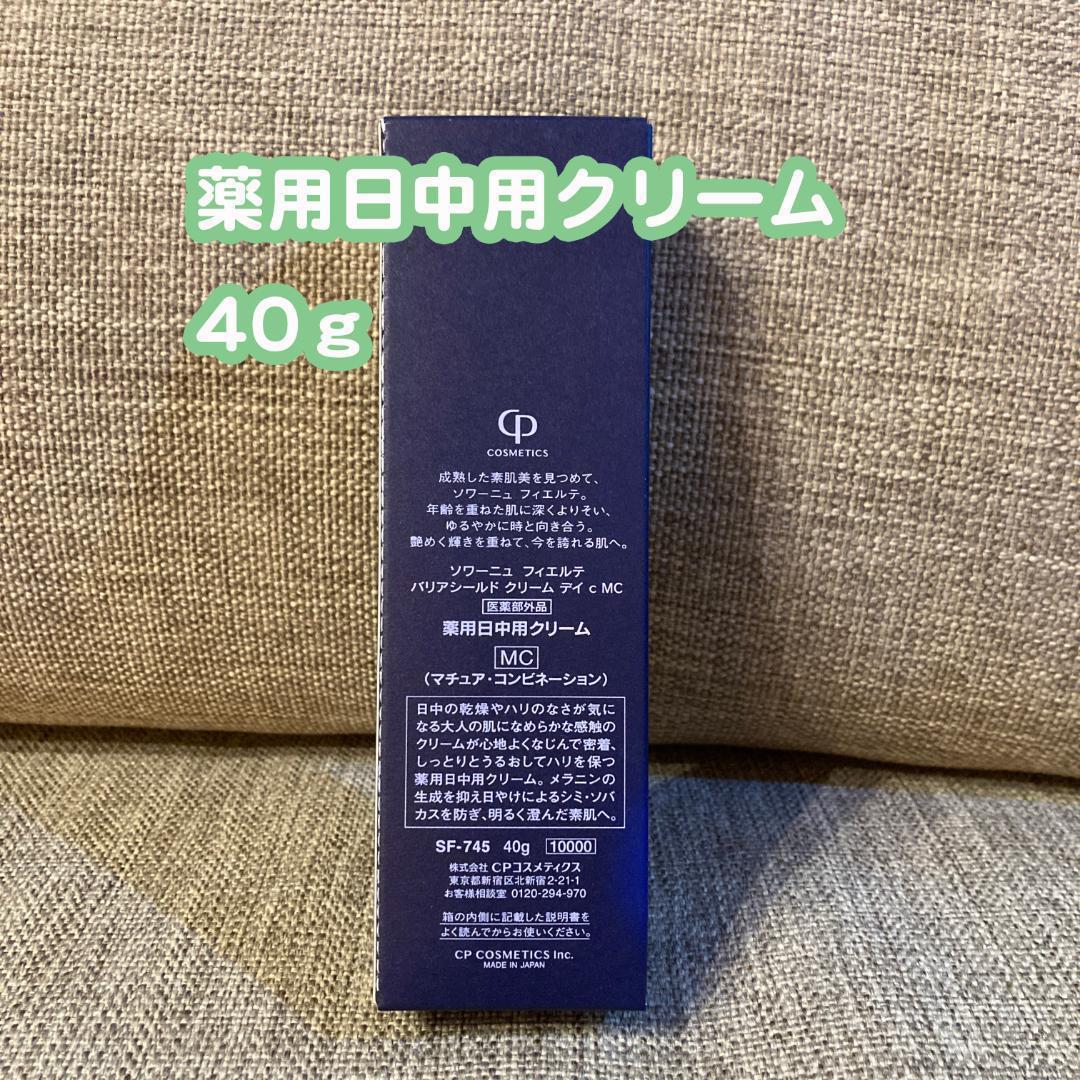 薬用日中用クリーム
40g
CP
COSMETICS
成熟した素肌美を見つめて、
ソワーニュ フィエルテ。
年齢を重ねた肌に深くよりそい、
ゆるやかに時と向き合う。
艶めく輝きを重ねて、今を誇れる肌へ。
ソワーニュ フィエルテ
バリアシールド クリーム デイ c MC
医薬部外品
薬用日中用クリーム
MC
（マチュア・コンビネーション）
日中の乾燥やハリのなさが気に
なる大人の肌になめらかな感触の
クリームが心地よくなじんで密着、
しっとりとうるおしてハリを保つ
薬用日中用クリーム。メラニンの
生成を抑え日やけによるシミ・ソバ
カスを防ぎ、明るく澄んだ素肌へ。
SF-745 40g 10000
株式会社 CPコスメティクス
東京都新宿区北新宿2-21-1
お客様相談室 0120-294-970
箱の内側に記載した説明書を
よく読んでからお使いください。
CP COSMETICS Inc.
MADE IN JAPAN